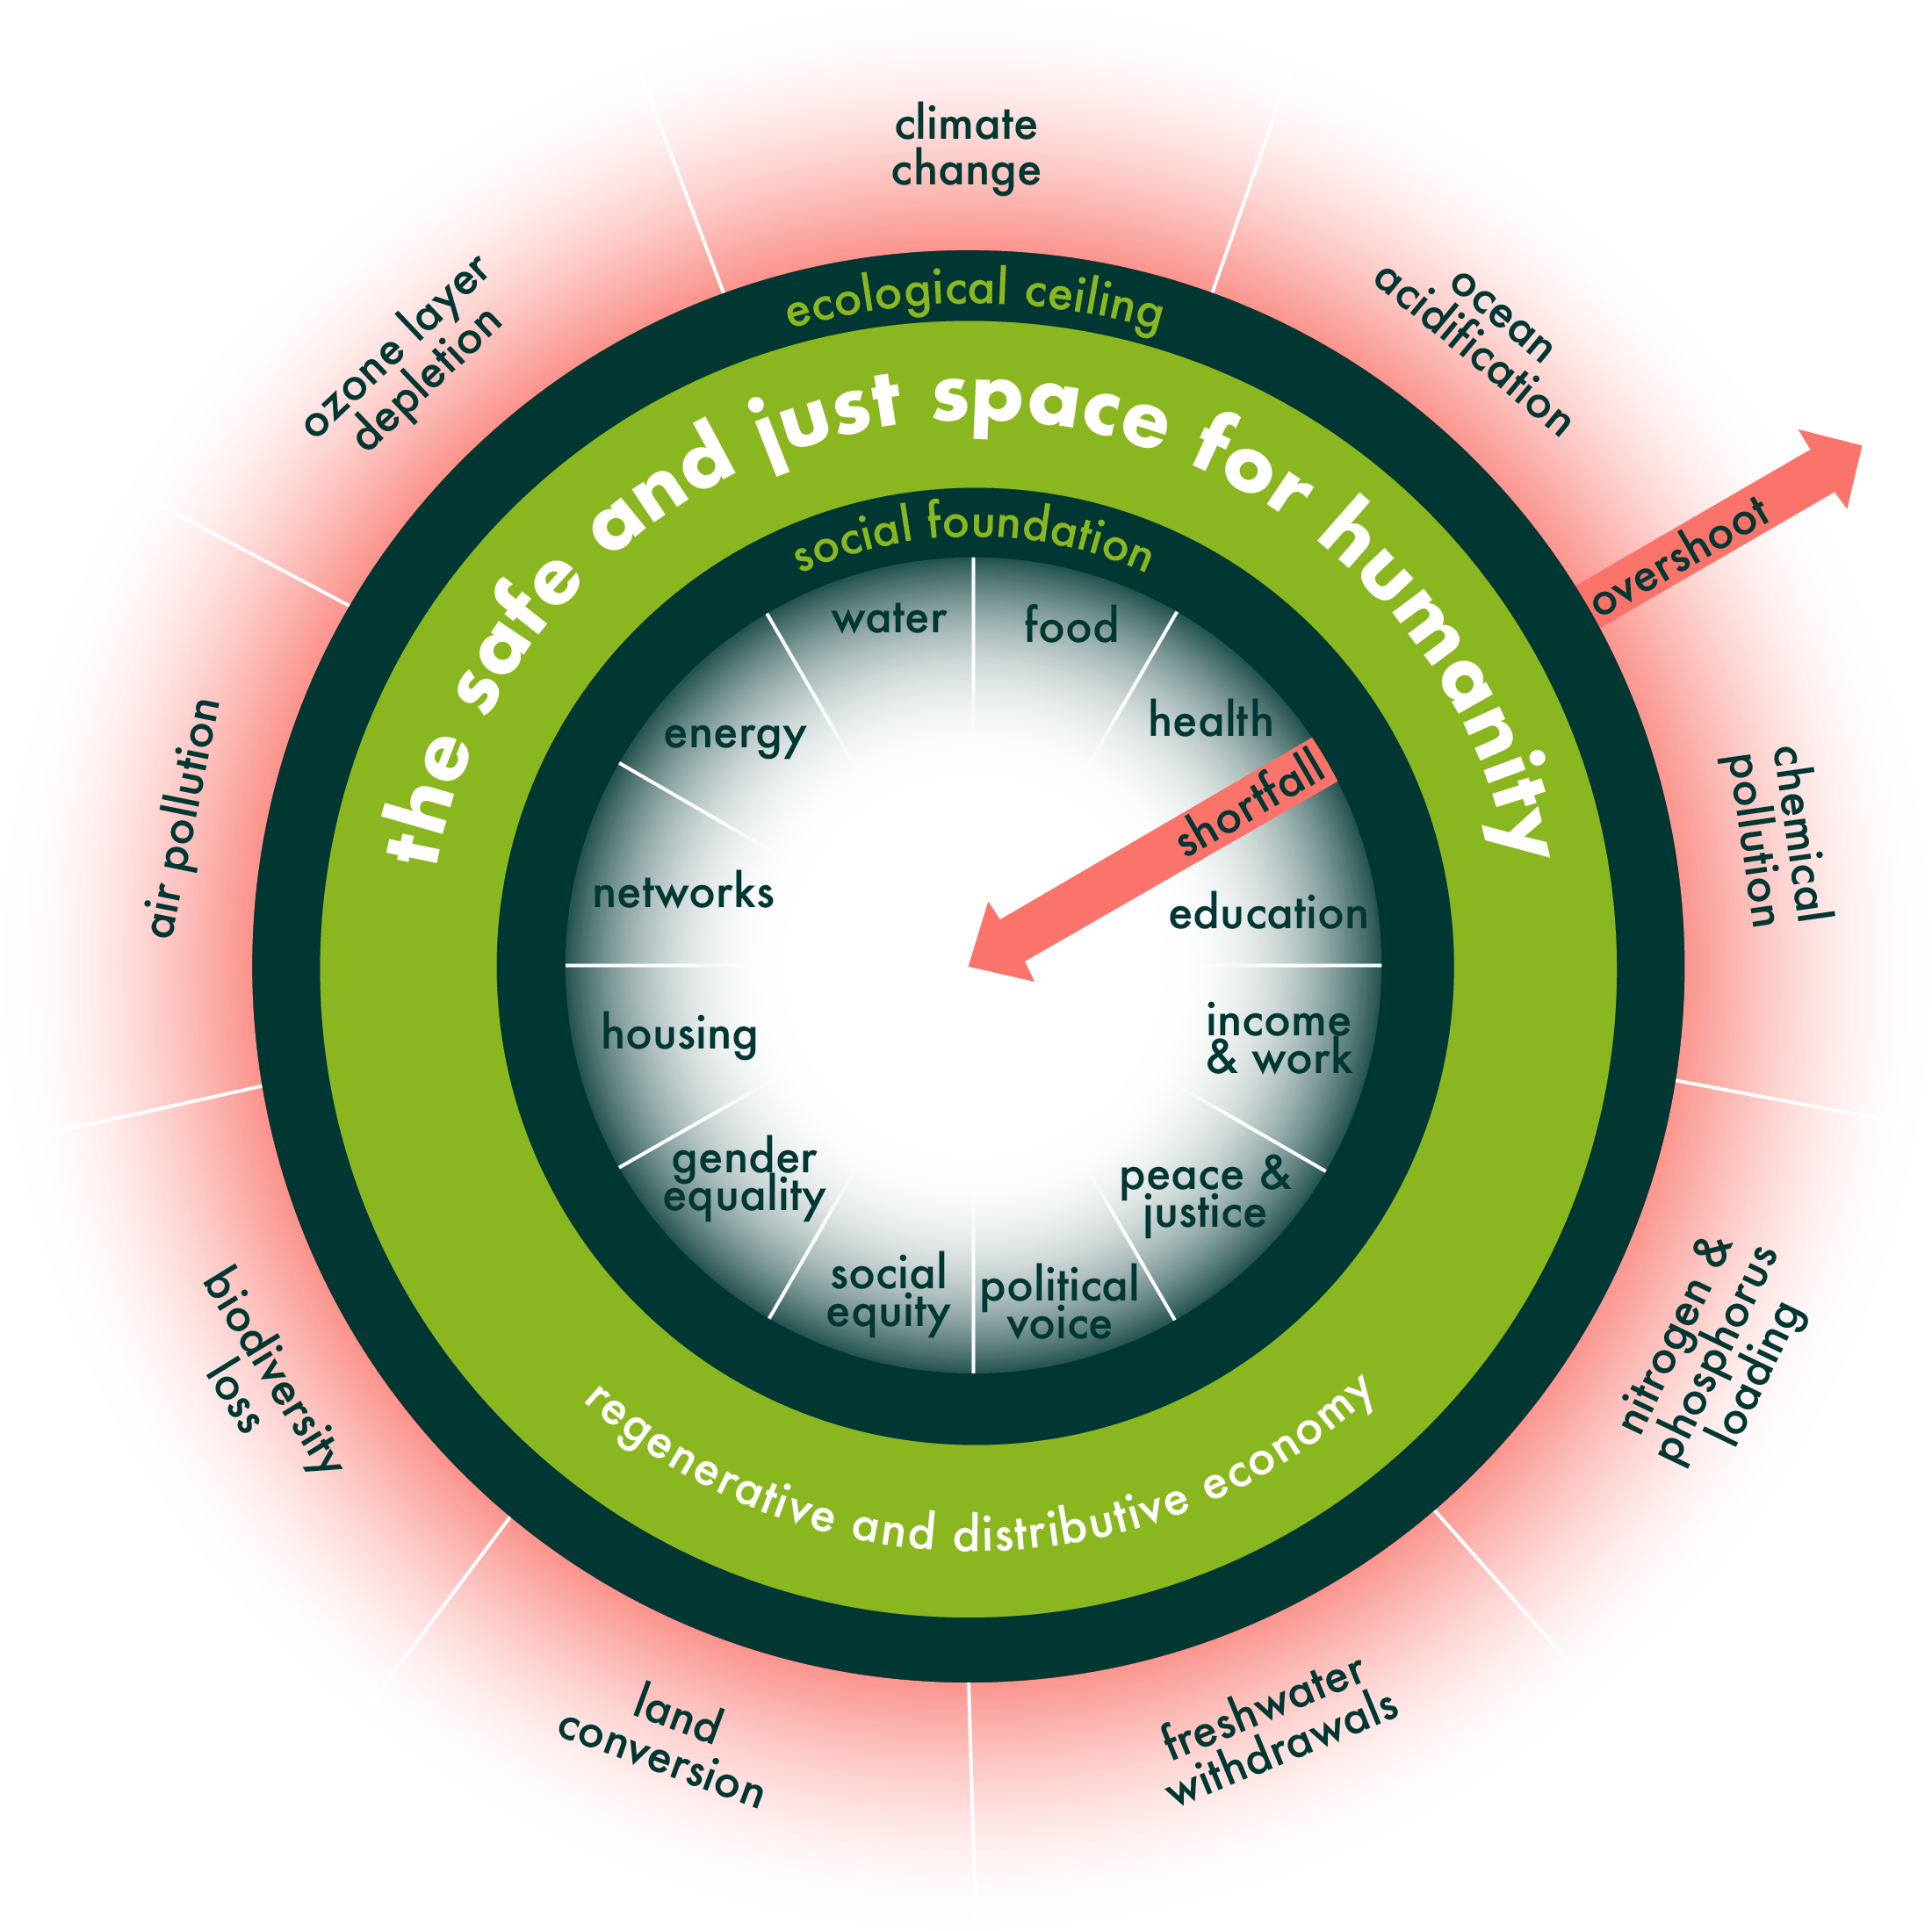 climate
change
ocean
acidification
chemical
pollution
nitrogen &
phosphorus
loading
freshwater
withdrawals
land
conversion
biodiversity
loss
air pollution
ozone layer
depletion
overshoot
ecological ceiling
the safe and just space for humanity
social foundation
water
food
health
shortfall
education
income
& work
peace &
justice
political
voice
social
equity
gender
equality
housing
networks
energy
regenerative and distributive economy